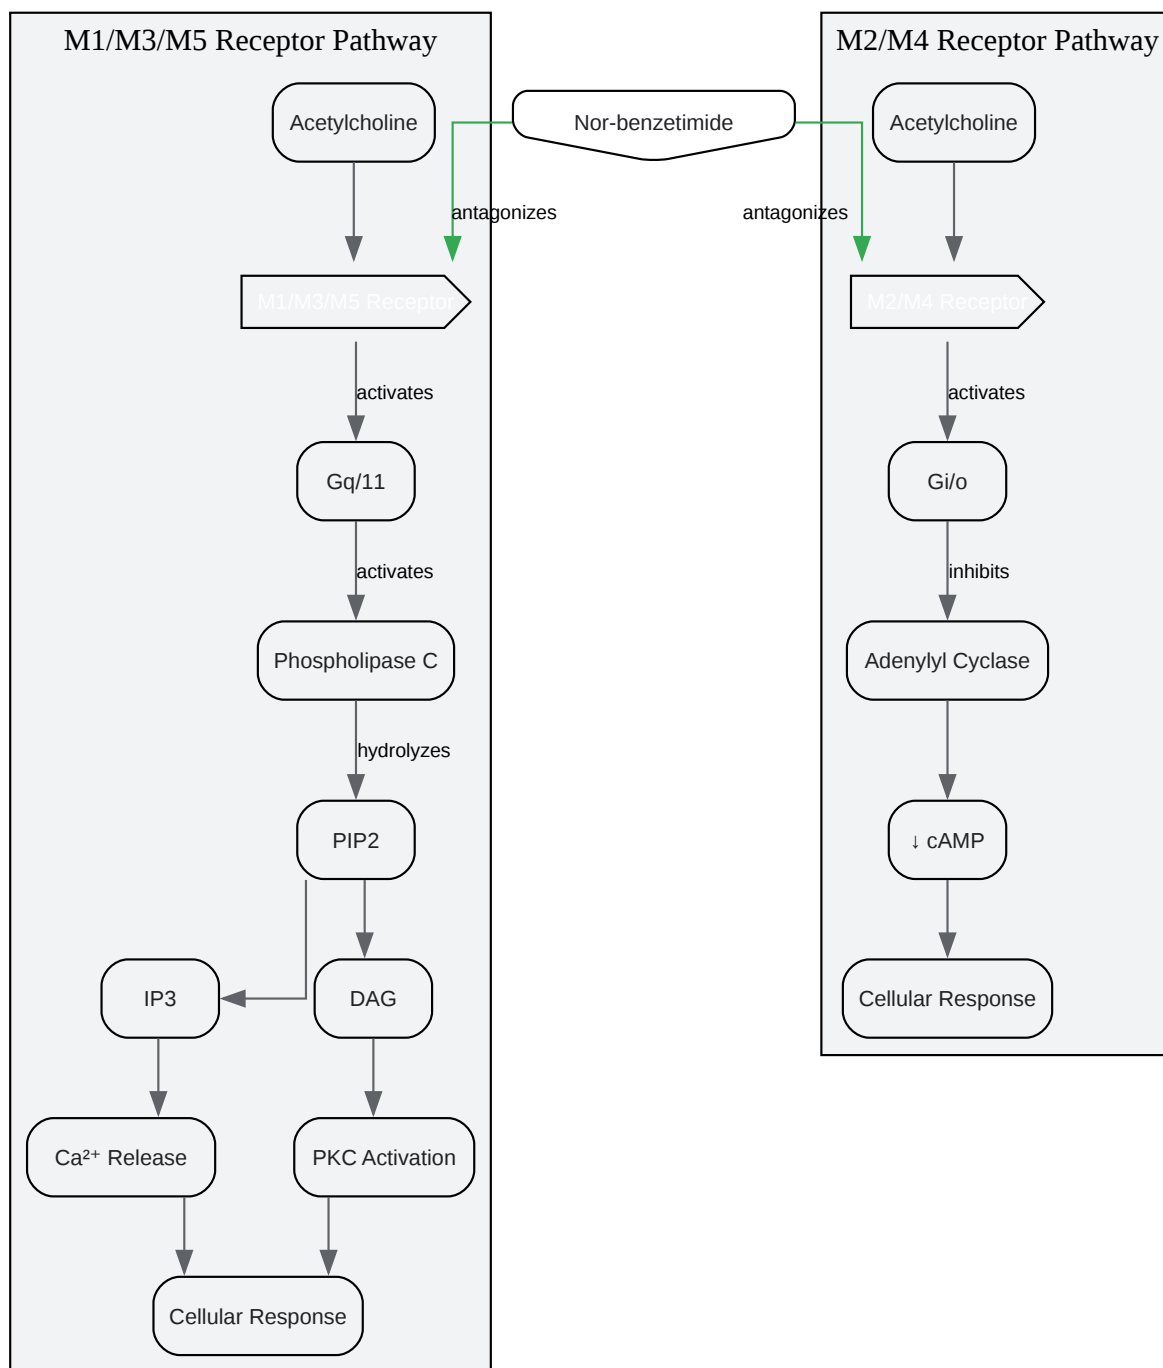 M1/M3/M5 Receptor Pathway
Acetylcholine
antagonizes
M1/M3/M5 Receptor
activates
Gq/11
activates
Phospholipase C
hydrolyzes
PIP2
IP3
DAG
Ca²⁺ Release
PKC Activation
Cellular Response
Nor-benzetimide
M2/M4 Receptor Pathway
Acetylcholine
antagonizes
M2/M4 Receptor
activates
Gi/o
inhibits
Adenylyl Cyclase
↓ cAMP
Cellular Response